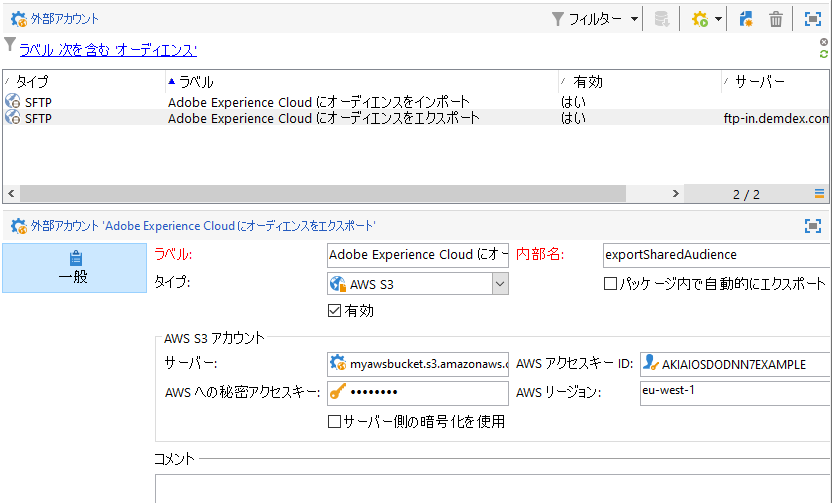 外部アカウント
フィルター
ラベル 次を含む 'オーディエンス'
タイプ ラベル 有効 サーバー
SFTP Adobe Experience Cloud にオーディエンスをインポート はい
SFTP Adobe Experience Cloud にオーディエンスをエクスポート はい ftp-in.demdex.com
2 / 2
外部アカウント 'Adobe Experience Cloud にオーディエンスをエクスポート'
一般
ラベル: Adobe Experience Cloud にオー 内部名: exportSharedAudience
タイプ: AWS S3 パッケージ内で自動的にエクスポート
有効
AWS S3 アカウント
サーバー: myawsbucket.s3.amazonaws.c AWS アクセスキー ID: AKIAIOSDODNN7EXAMPLE
AWS への秘密アクセスキー: •••••••• AWS リージョン: eu-west-1
サーバー側の暗号化を使用
コメント